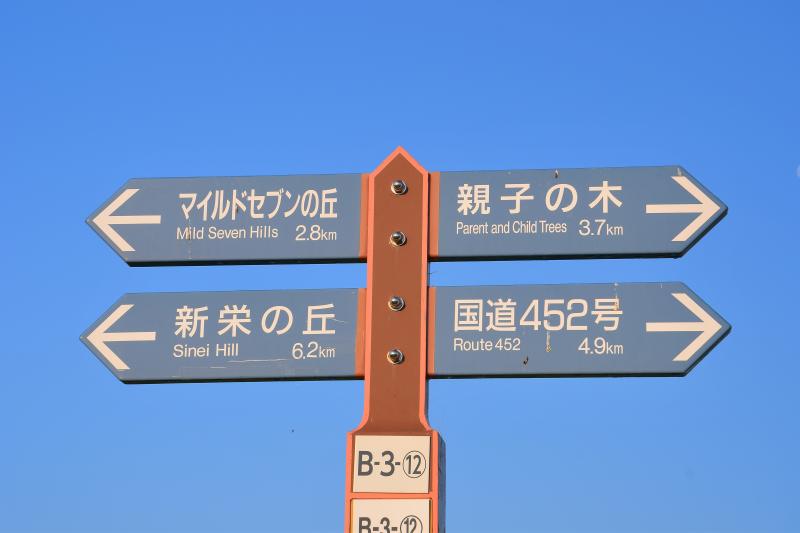 マイルドセブンの丘
Mild Seven Hills 2.8km
親子の木
Parent and Child Trees 3.7km
新栄の丘
Sinei Hill 6.2km
国道452号
Route 452 4.9km
B-3-⑫
B-3-⑫